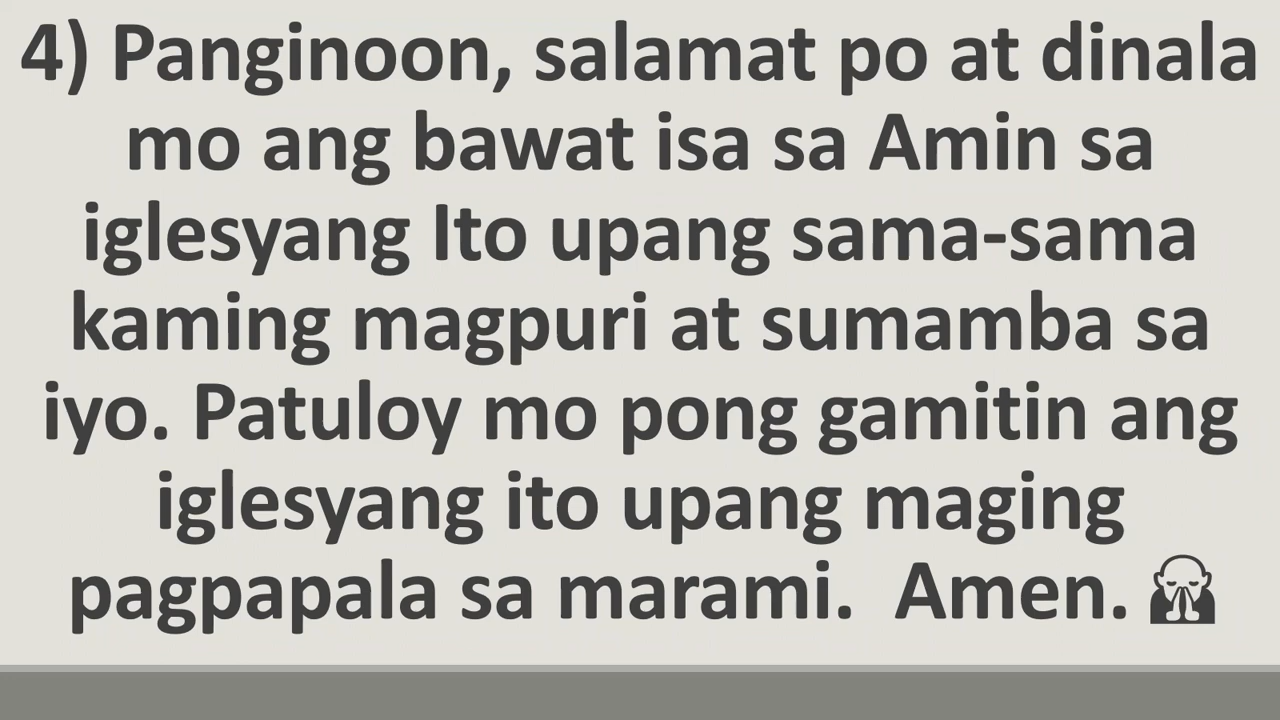 4) Panginoon, salamat po at dinala
mo ang bawat isa sa Amin sa
iglesyang Ito upang sama-sama
kaming magpuri at sumamba sa
iyo. Patuloy mo pong gamitin ang
iglesyang ito upang maging
pagpapala sa marami.  Amen.